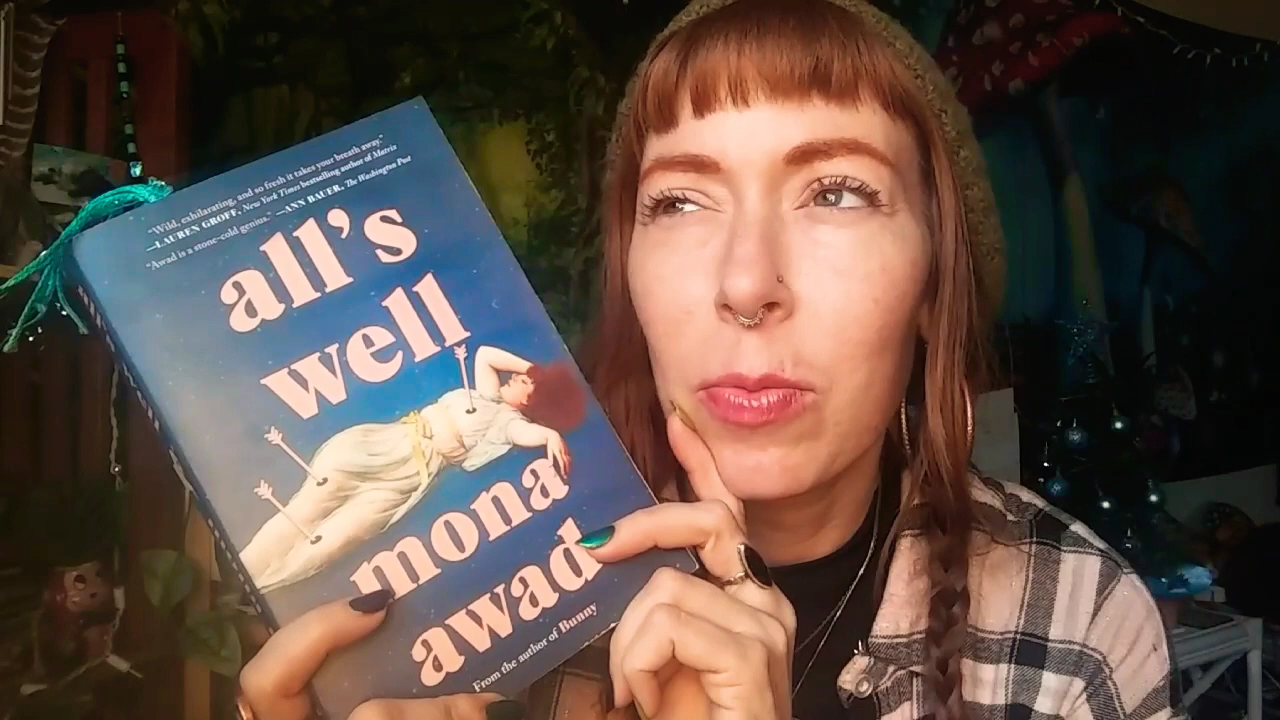 "Wild, exhilarating, and so fresh it takes your breath away."
—LAUREN GROFF, New York Times bestselling author of Matrix
"Awad is a stone-cold genius." —ANN BAUER, The Washington Post
all's
well
mona
awad
From the author of Bunny